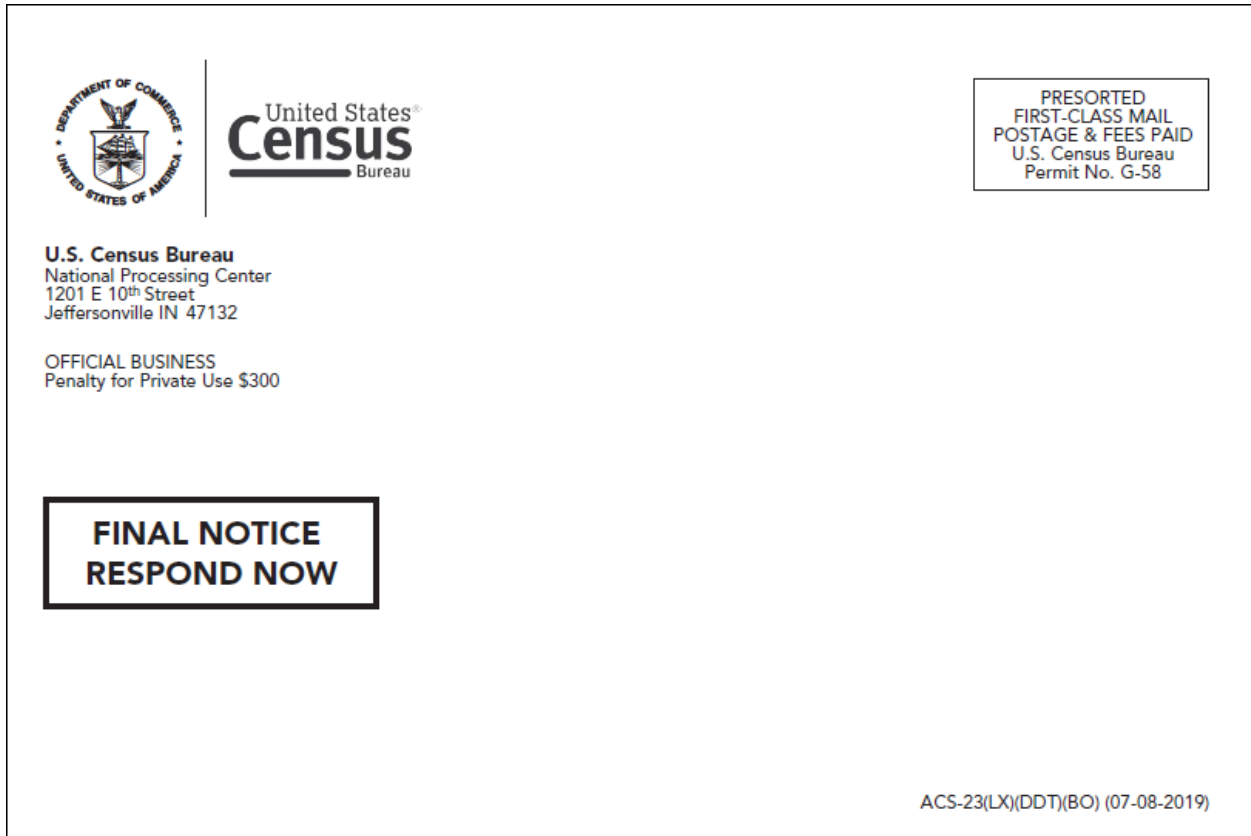 DEPARTMENT OF COMMERCE
UNITED STATES OF AMERICA
United States®
Census
Bureau
PRESORTED
FIRST-CLASS MAIL
POSTAGE & FEES PAID
U.S. Census Bureau
Permit No. G-58
U.S. Census Bureau
National Processing Center
1201 E 10th Street
Jeffersonville IN 47132
OFFICIAL BUSINESS
Penalty for Private Use $300
FINAL NOTICE
RESPOND NOW
ACS-23(LX)(DDT)(BO) (07-08-2019)